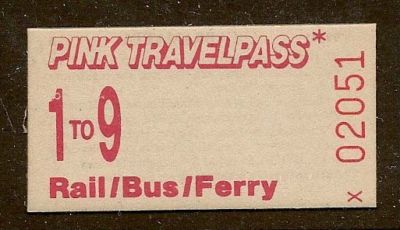 PINK TRAVELPASS*
1 TO 9
Rail/Bus/Ferry
x 02051